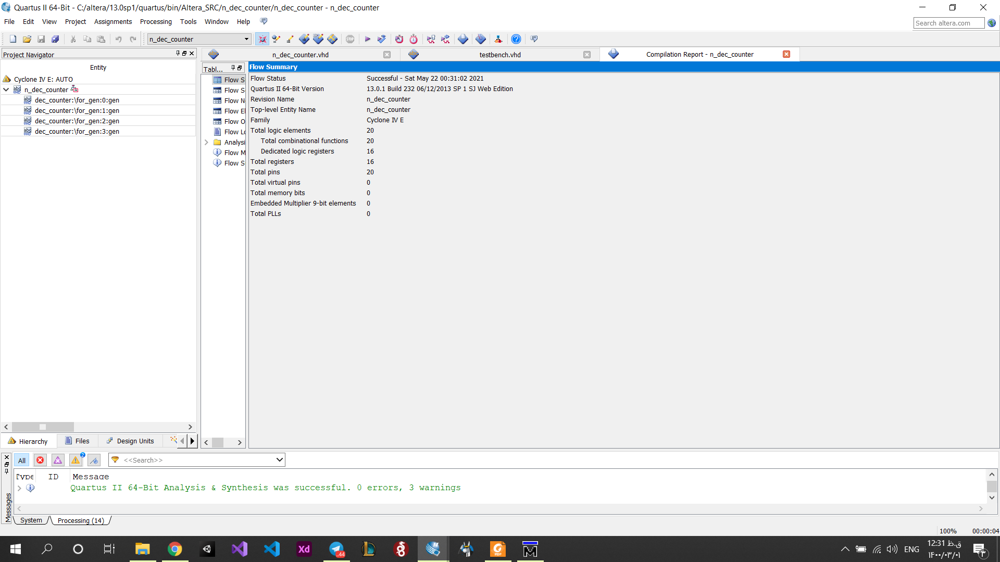 Quartus II 64-Bit - C:/altera/13.0sp1/quartus/bin/Altera_SRC/n_dec_counter/n_dec_counter - n_dec_counter
File Edit View Project Assignments Processing Tools Window Help
Search altera.com
n_dec_counter
STOP
Project Navigator
Entity
Cyclone IV E: AUTO
n_dec_counter
dec_counter:\for_gen:0:gen
dec_counter:\for_gen:1:gen
dec_counter:\for_gen:2:gen
dec_counter:\for_gen:3:gen
Hierarchy Files Design Units
n_dec_counter.vhd
testbench.vhd
Compilation Report - n_dec_counter
Tabl...
Flow S
Flow S
Flow N
Flow El
Flow O
Flow Lo
Analysi
Flow M
Flow S
Flow Summary
Flow Status Successful - Sat May 22 00:31:02 2021
Quartus II 64-Bit Version 13.0.1 Build 232 06/12/2013 SP 1 SJ Web Edition
Revision Name n_dec_counter
Top-level Entity Name n_dec_counter
Family Cyclone IV E
Total logic elements 20
Total combinational functions 20
Dedicated logic registers 16
Total registers 16
Total pins 20
Total virtual pins 0
Total memory bits 0
Embedded Multiplier 9-bit elements 0
Total PLLs 0
Messages
All
2
<<Search>>
Type ID Message
Quartus II 64-Bit Analysis & Synthesis was successful. 0 errors, 3 warnings
System Processing (14)
100% 00:00:04
Xd
44
PDF
ENG
12:31 ق.ظ
۱۴۰۰/۰۳/۰۱
۳